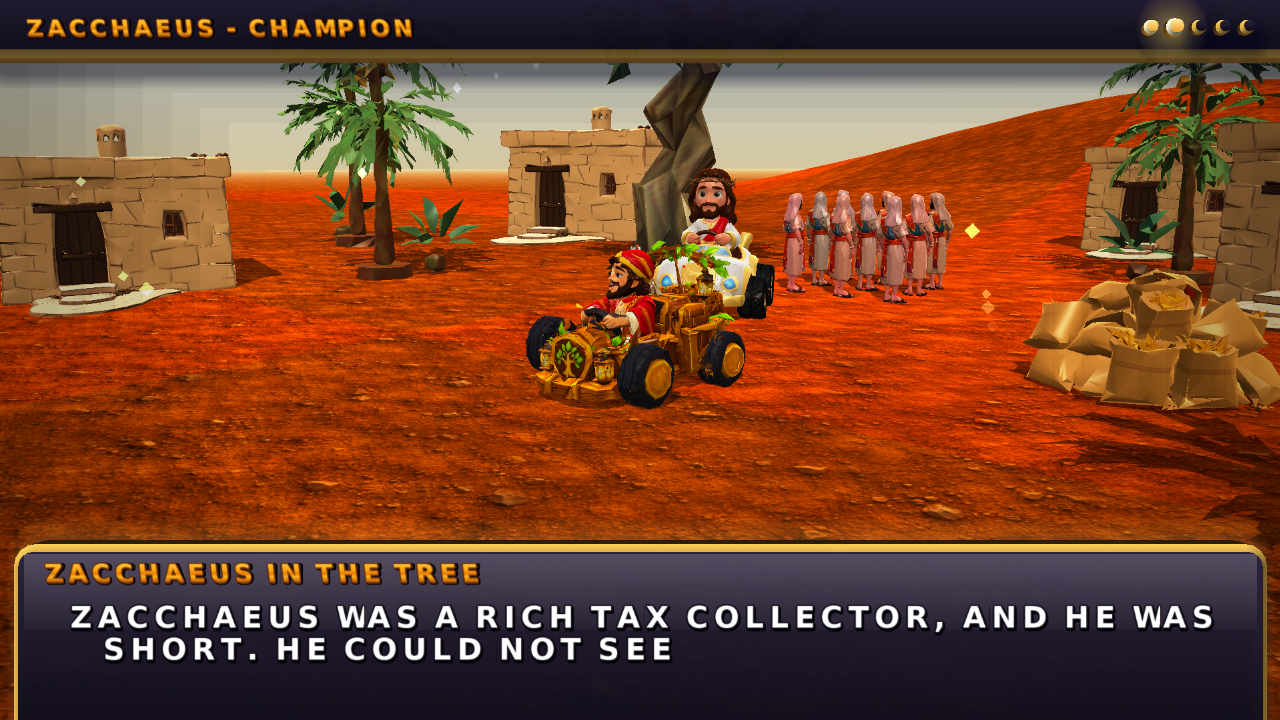 ZACCHAEUS - CHAMPION
ZACCHAEUS IN THE TREE
ZACCHAEUS WAS A RICH TAX COLLECTOR, AND HE WAS
SHORT. HE COULD NOT SEE